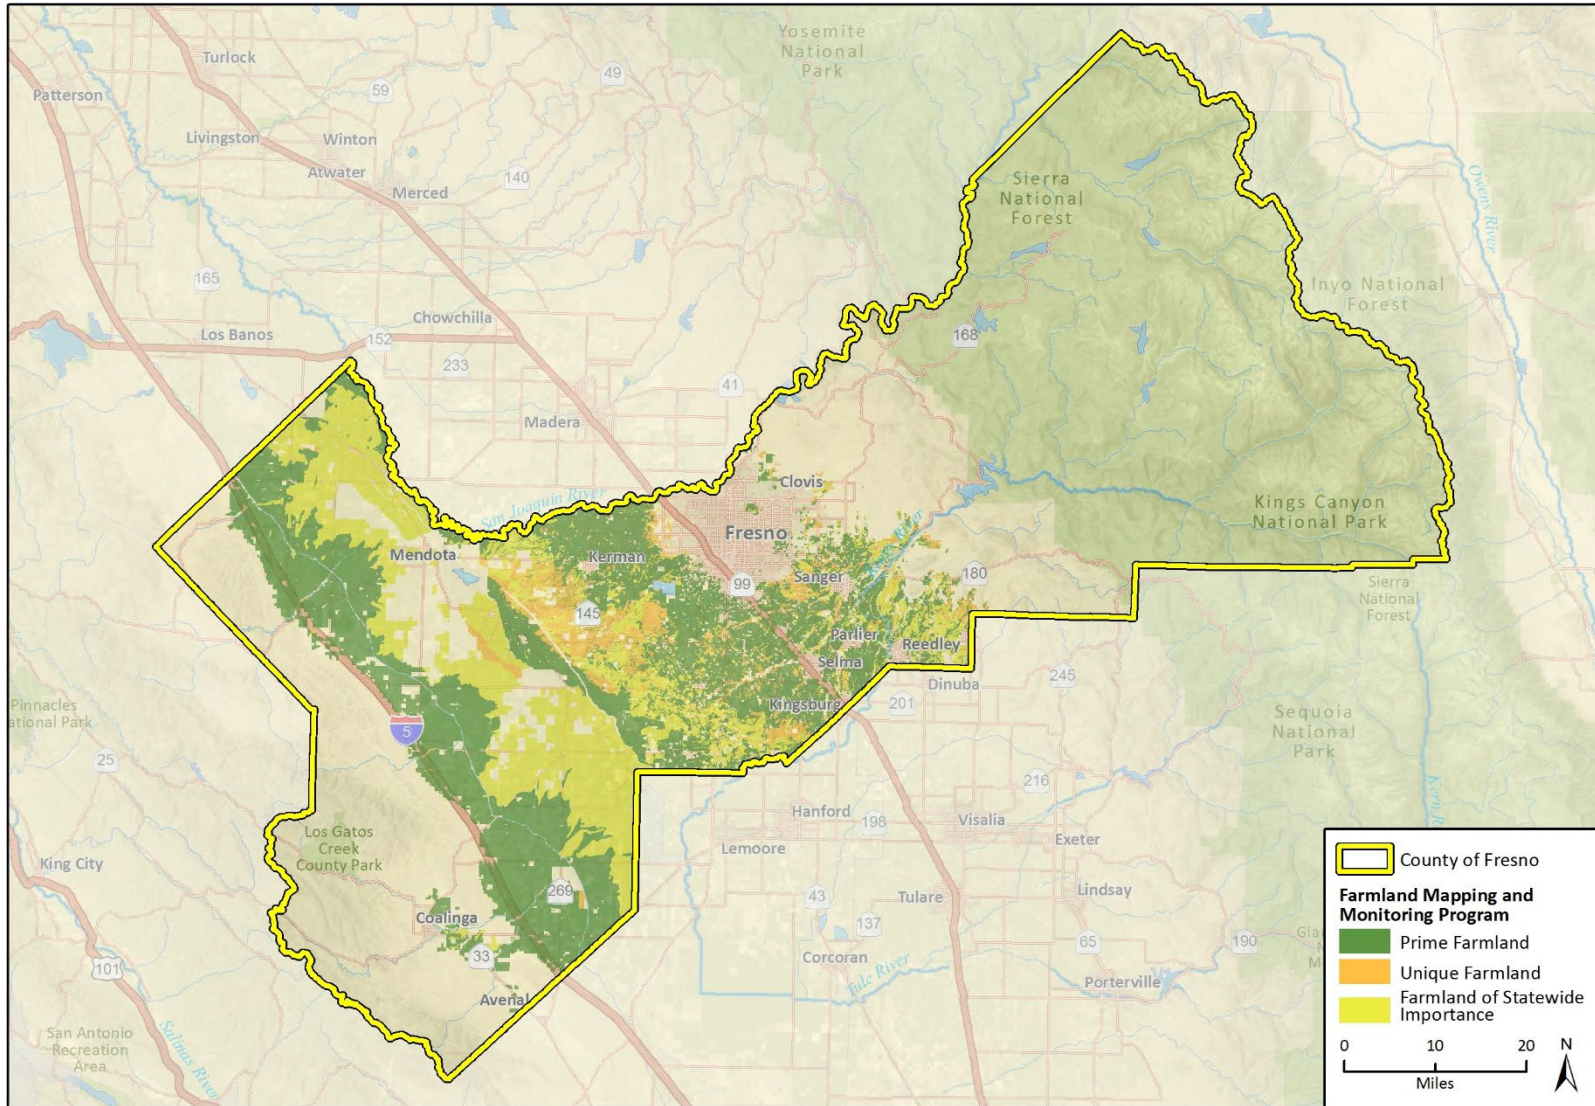 Yosemite
National
Park
Turlock
49
Patterson
59
Livingston
Winton
Atwater
140
Merced
Sierra
National
Forest
Owens River
165
Inyo National
Forest
Chowchilla
Los Banos
152
168
233
41
Madera
Clovis
San Joaquin River
Kings Canyon
National Park
Fresno
Mendota
Kerman
Sanger
180
99
Sierra
National
Forest
145
Parlier
Reedley
Selma
245
Dinuba
Kingsburg
201
Pinnacles
National Park
Sequoia
National
Park
5
25
216
Hanford
198
Visalia
Exeter
Los Gatos
Creek
County Park
Lemoore
King City
269
43
Tulare
Lindsay
Coalinga
137
65
190
33
Corcoran
101
Tule River
Porterville
Avenal
San Antonio
Recreation
Area
Salinas River
County of Fresno
Farmland Mapping and
Monitoring Program
Prime Farmland
Unique Farmland
Farmland of Statewide
Importance
0 10 20
Miles
N